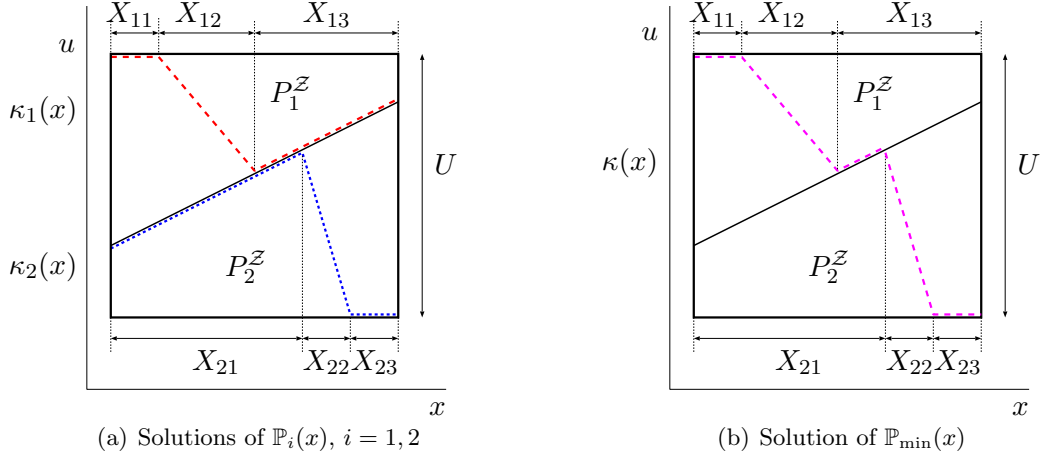 X₁₁ X₁₂ X₁₃
u
P₁^𝒵
κ₁(x)
U
κ₂(x)
P₂^𝒵
X₂₁ X₂₂ X₂₃
x
(a) Solutions of ℙᵢ(x), i = 1, 2
X₁₁ X₁₂ X₁₃
u
P₁^𝒵
κ(x)
U
P₂^𝒵
X₂₁ X₂₂ X₂₃
x
(b) Solution of ℙ_min(x)